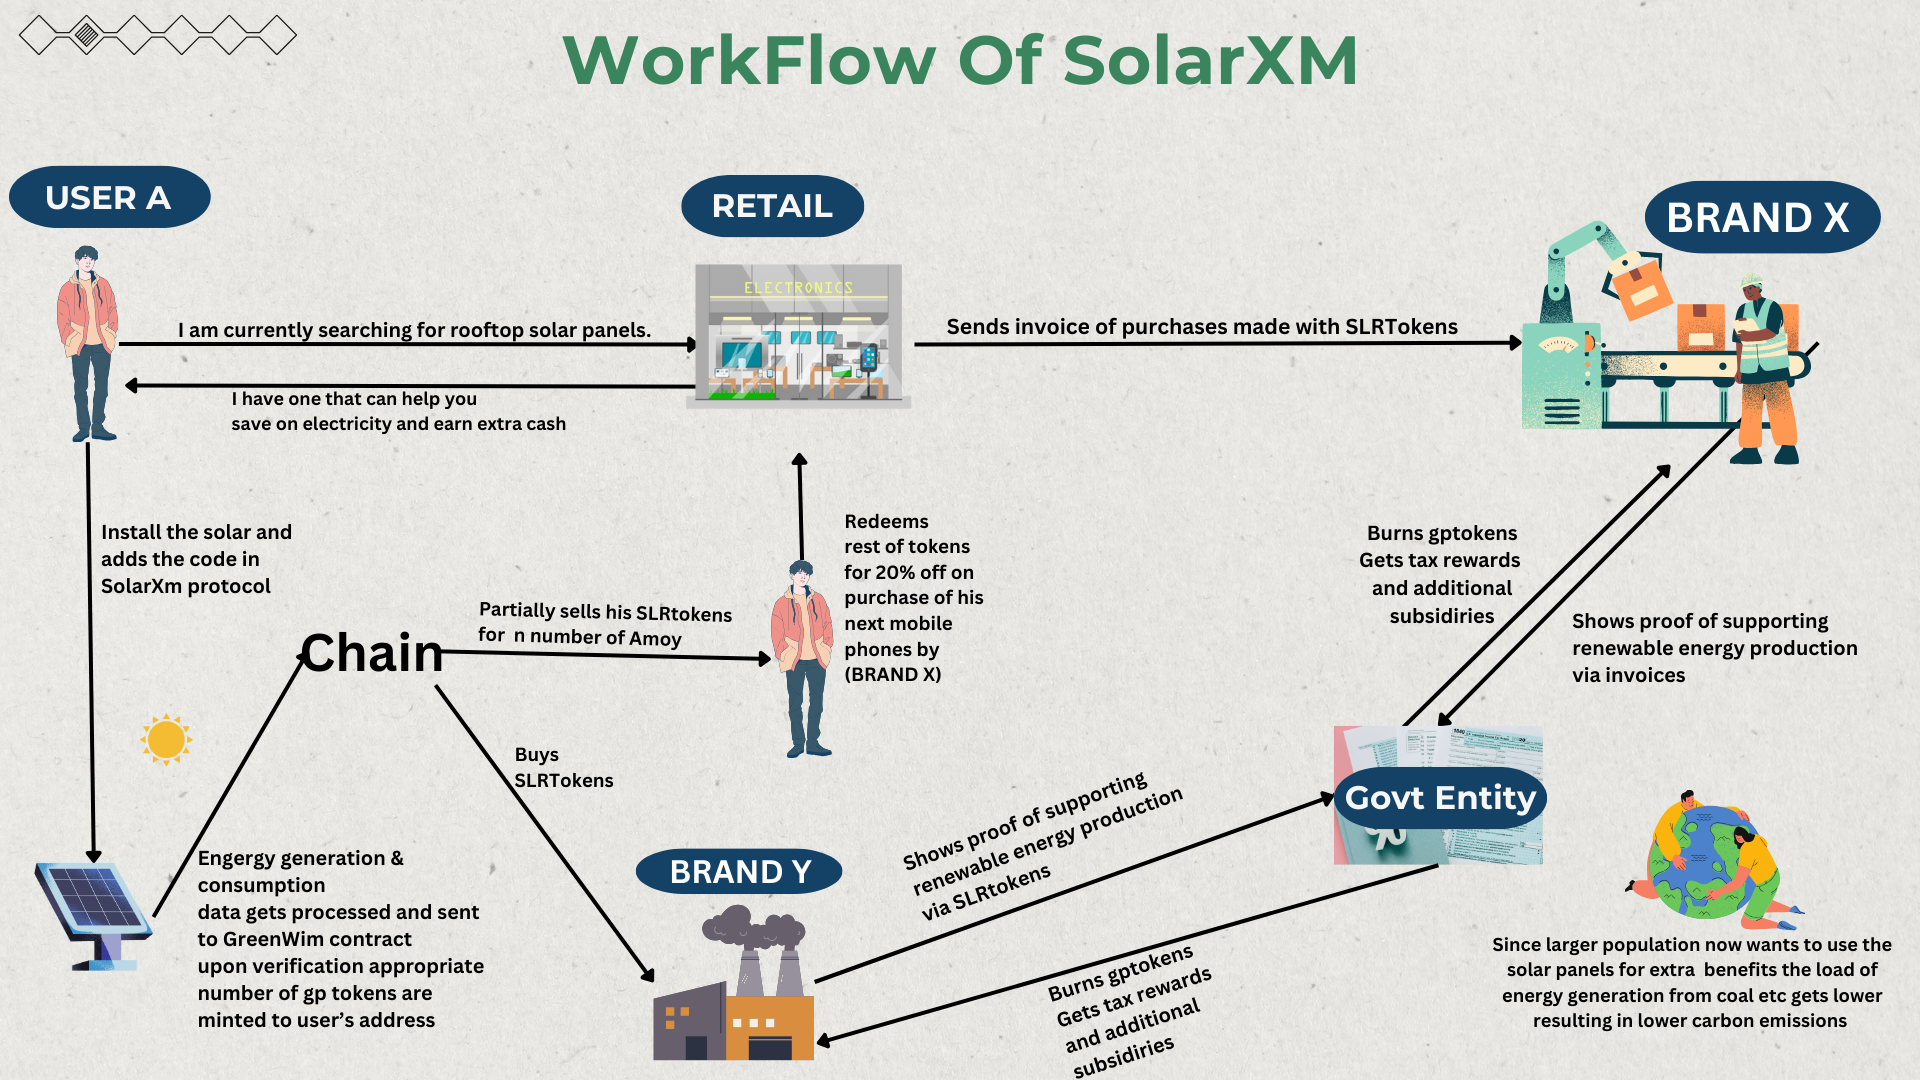 WorkFlow Of SolarXM
USER A
RETAIL
BRAND X
ELECTRONICS
I am currently searching for rooftop solar panels.
Sends invoice of purchases made with SLRTokens
I have one that can help you
save on electricity and earn extra cash
Install the solar and
adds the code in
SolarXm protocol
Redeems
rest of tokens
for 20% off on
purchase of his
next mobile
phones by
(BRAND X)
Burns gptokens
Gets tax rewards
and additional
subsidiries
Partially sells his SLRtokens
for n number of Amoy
Chain
Shows proof of supporting
renewable energy production
via invoices
Buys
SLRTokens
1040
Govt Entity
%
Shows proof of supporting
renewable energy production
via SLRtokens
BRAND Y
Engergy generation &
consumption
data gets processed and sent
to GreenWim contract
upon verification appropriate
number of gp tokens are
minted to user’s address
Burns gptokens
Gets tax rewards
and additional
subsidiries
Since larger population now wants to use the
solar panels for extra benefits the load of
energy generation from coal etc gets lower
resulting in lower carbon emissions